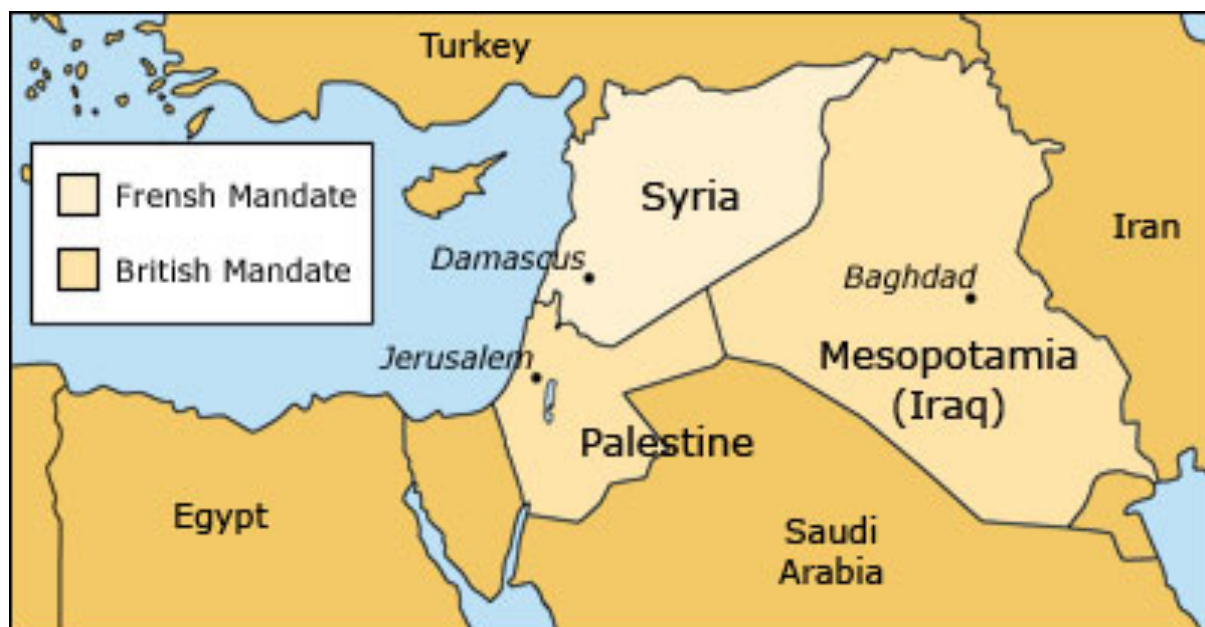 Turkey
Frensh Mandate
British Mandate
Syria
Iran
Damascus
Baghdad
Jerusalem
Mesopotamia
(Iraq)
Palestine
Egypt
Saudi
Arabia